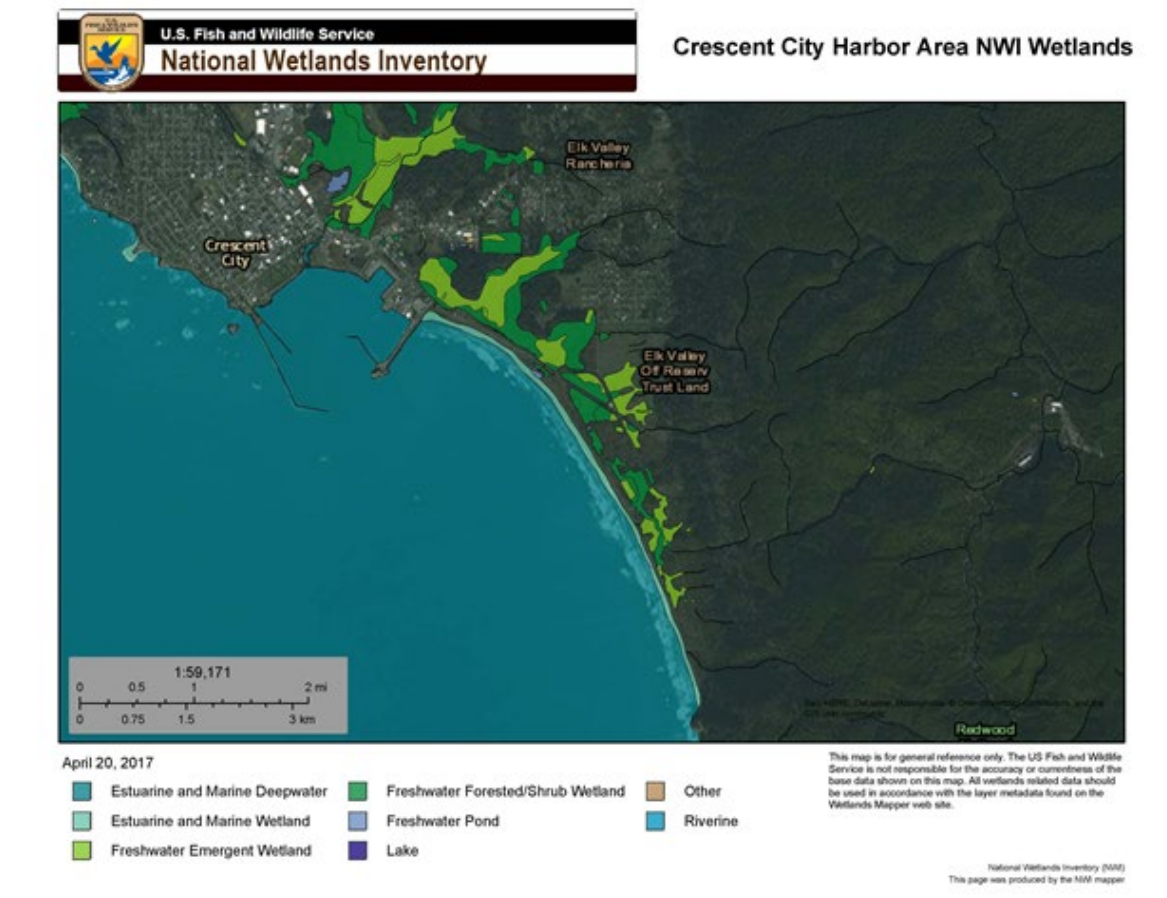 U.S.
FISH & WILDLIFE
SERVICE
U.S. Fish and Wildlife Service
National Wetlands Inventory
Crescent City Harbor Area NWI Wetlands
Elk Valley
Rancheria
Crescent
City
Elk Valley
Off Reserv
Trust Land
1:59,171
0 0.5 1 2 mi
0 0.75 1.5 3 km
Redwood
April 20, 2017
Estuarine and Marine Deepwater
Estuarine and Marine Wetland
Freshwater Emergent Wetland
Freshwater Forested/Shrub Wetland
Freshwater Pond
Lake
Other
Riverine
This map is for general reference only. The US Fish and Wildlife
Service is not responsible for the accuracy or currentness of the
base data shown on this map. All wetlands related data should
be used in accordance with the layer metadata found on the
Wetlands Mapper web site.
National Wetlands Inventory (NWI)
This page was produced by the NWI mapper